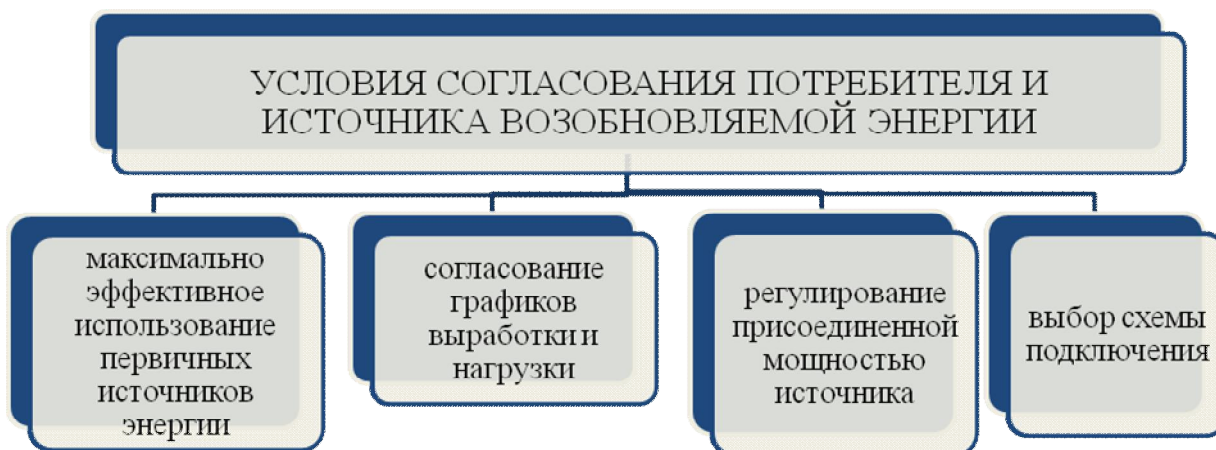 УСЛОВИЯ СОГЛАСОВАНИЯ ПОТРЕБИТЕЛЯ И
ИСТОЧНИКА ВОЗОБНОВЛЯЕМОЙ ЭНЕРГИИ
максимально
эффективное
использование
первичных
источников
энергии
согласование
графиков
выработки и
нагрузки
регулирование
присоединенной
мощностью
источника
выбор схемы
подключения